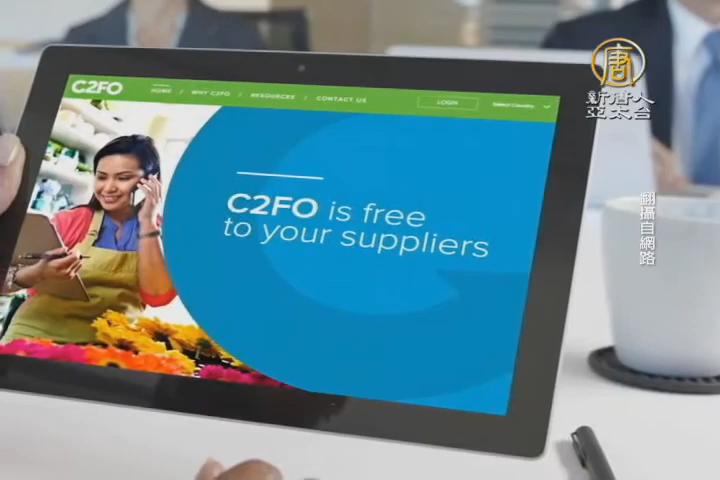 C2FO
HOME / WHY C2FO / RESOURCES / CONTACT US
LOGIN
Select Country
C2FO is free
to your suppliers
唐
新唐人
亞太台
翻攝自網路